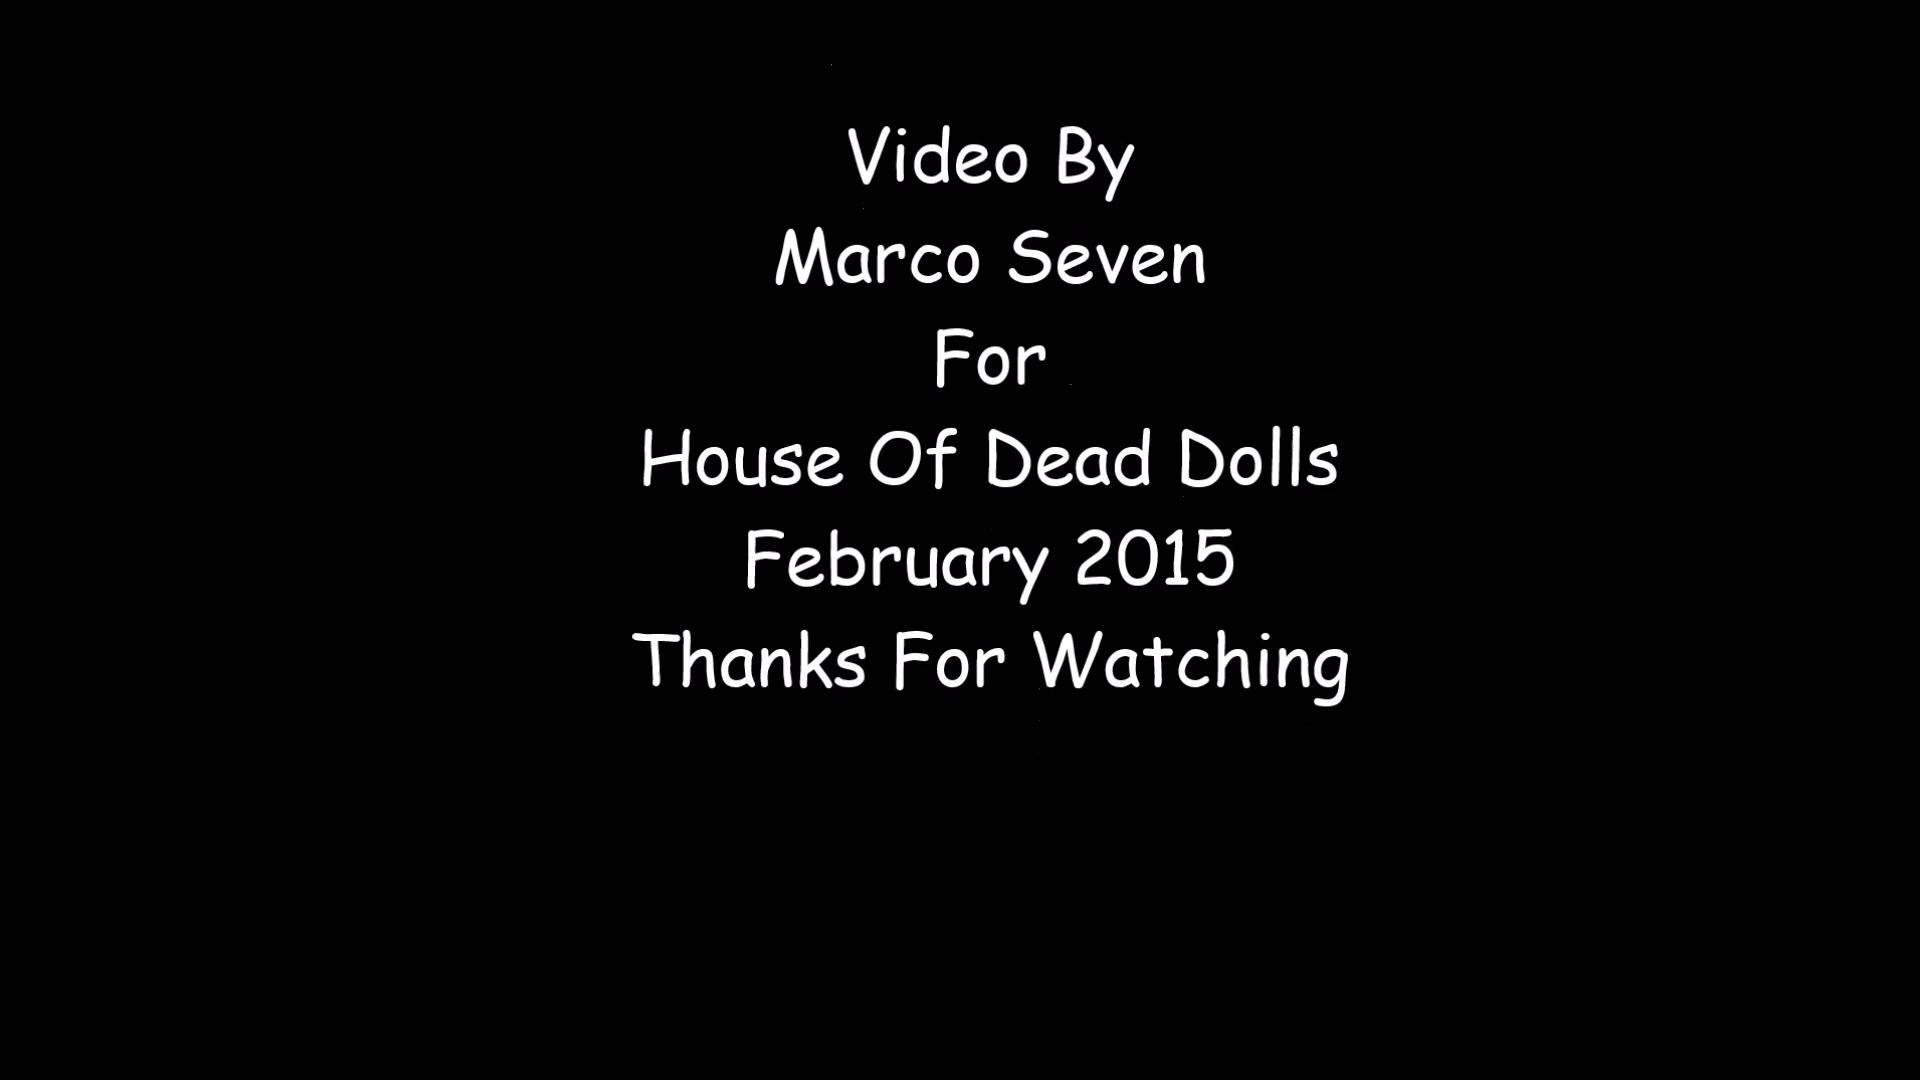 Video By
Marco Seven
For
House Of Dead Dolls
February 2015
Thanks For Watching